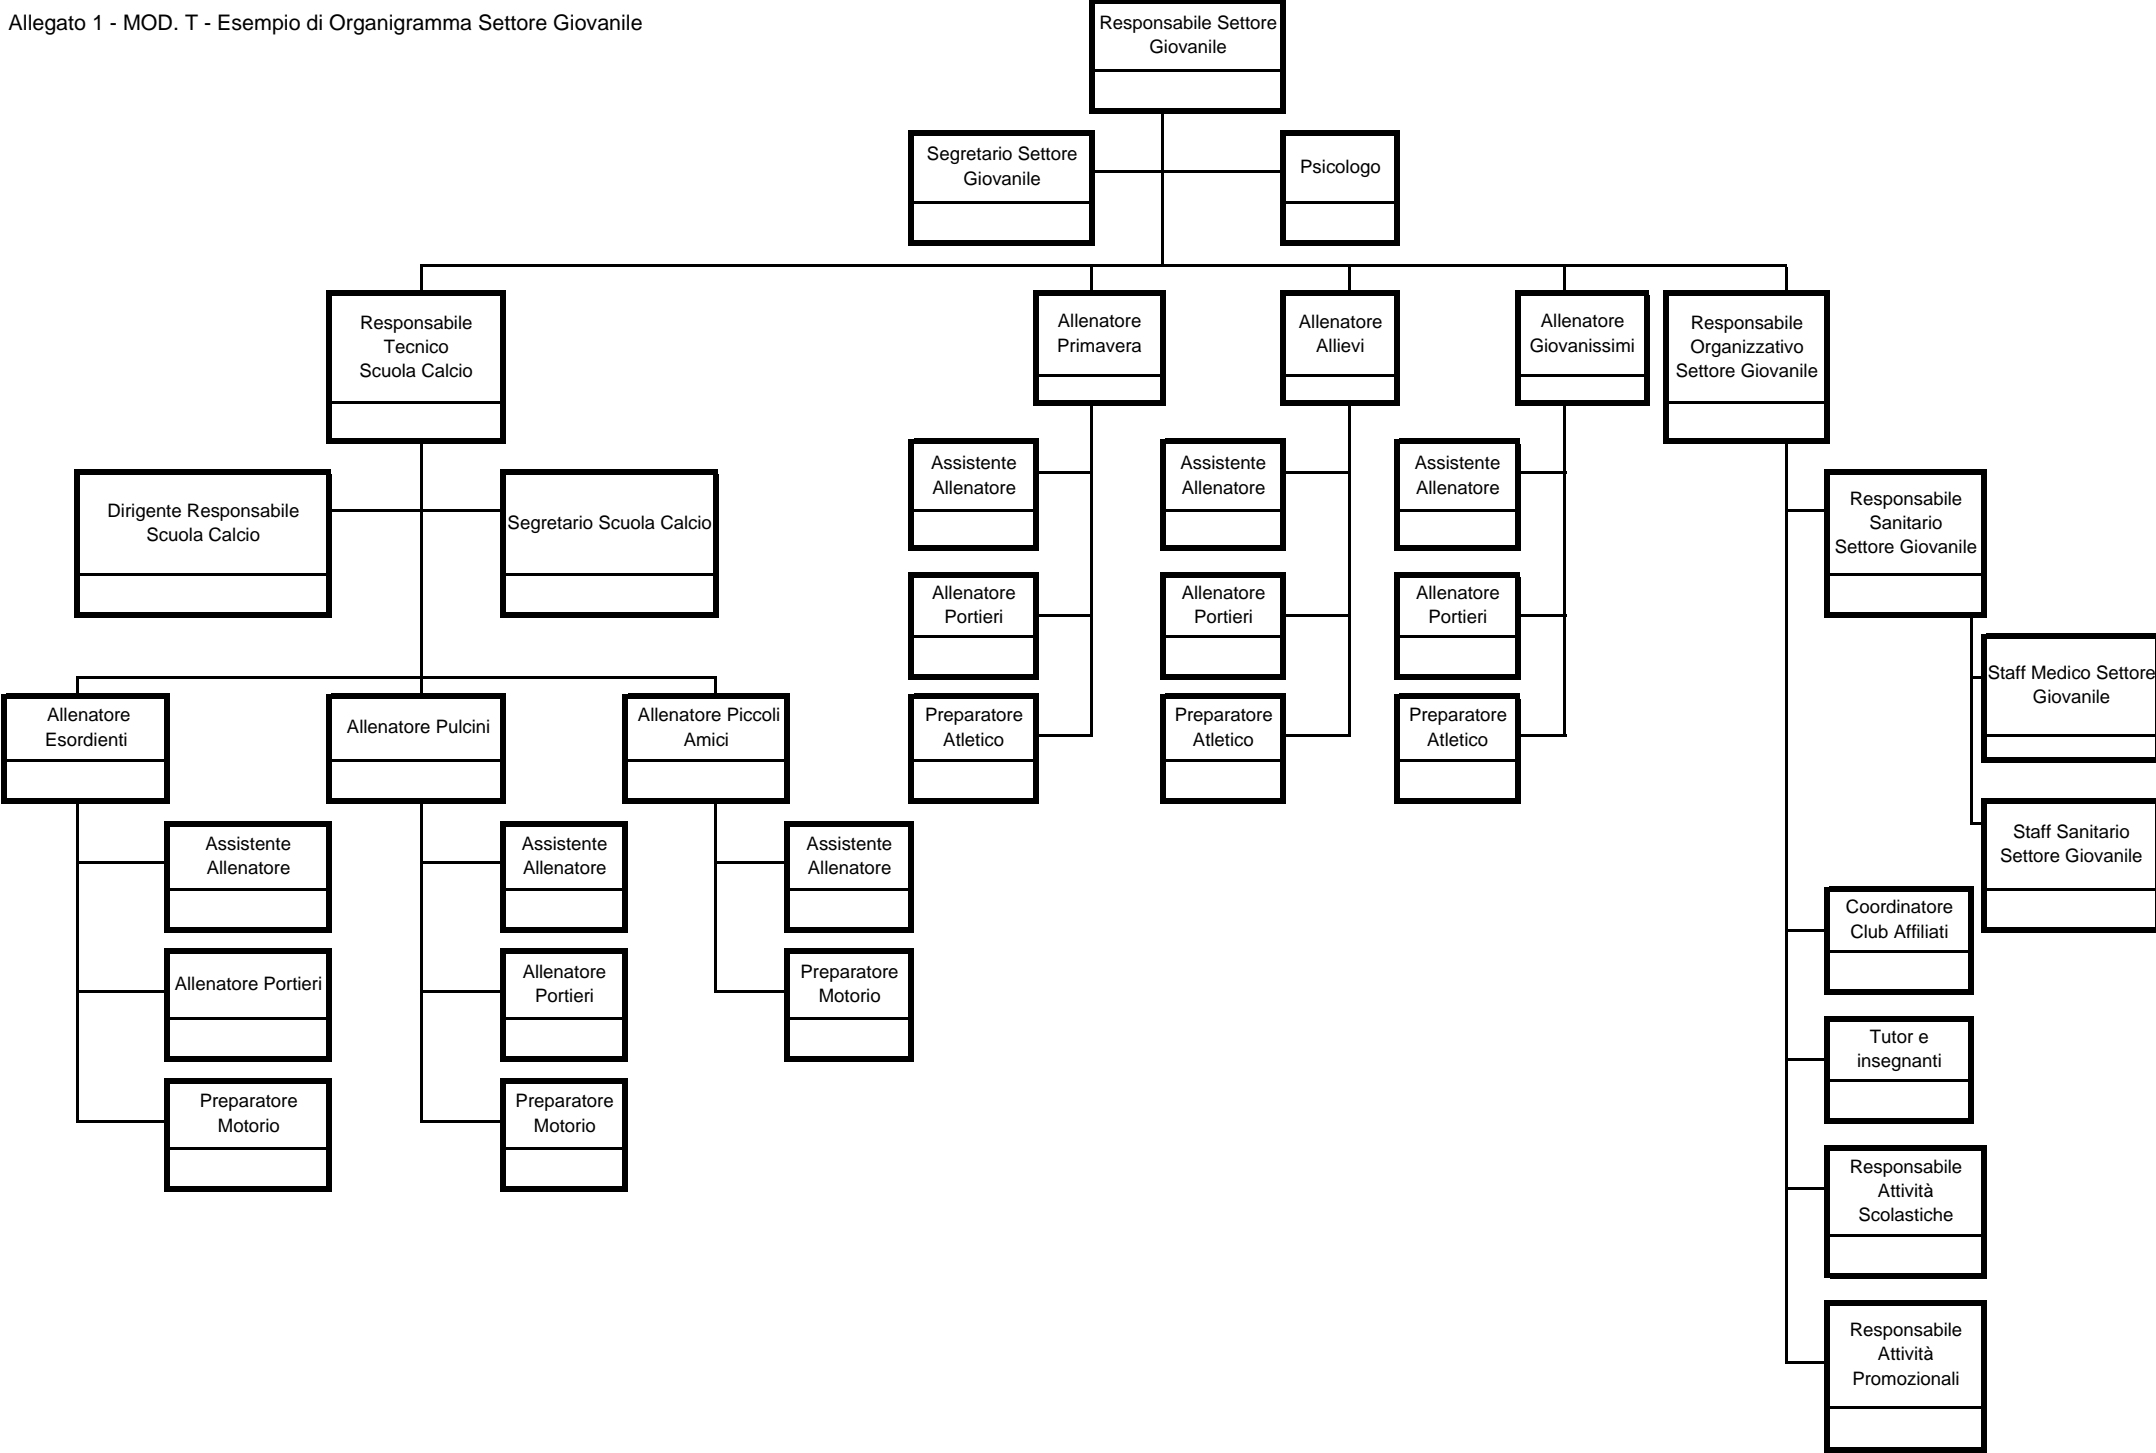 Allegato 1 - MOD. T - Esempio di Organigramma Settore Giovanile
Responsabile Settore
Giovanile
Segretario Settore
Giovanile
Psicologo
Responsabile
Tecnico
Scuola Calcio
Allenatore
Primavera
Allenatore
Allievi
Allenatore
Giovanissimi
Responsabile
Organizzativo
Settore Giovanile
Dirigente Responsabile
Scuola Calcio
Segretario Scuola Calcio
Assistente
Allenatore
Assistente
Allenatore
Assistente
Allenatore
Responsabile
Sanitario
Settore Giovanile
Allenatore
Portieri
Allenatore
Portieri
Allenatore
Portieri
Staff Medico Settore
Giovanile
Allenatore
Esordienti
Allenatore Pulcini
Allenatore Piccoli
Amici
Preparatore
Atletico
Preparatore
Atletico
Preparatore
Atletico
Assistente
Allenatore
Assistente
Allenatore
Assistente
Allenatore
Staff Sanitario
Settore Giovanile
Coordinatore
Club Affiliati
Allenatore Portieri
Allenatore
Portieri
Preparatore
Motorio
Tutor e
insegnanti
Preparatore
Motorio
Preparatore
Motorio
Responsabile
Attività
Scolastiche
Responsabile
Attività
Promozionali